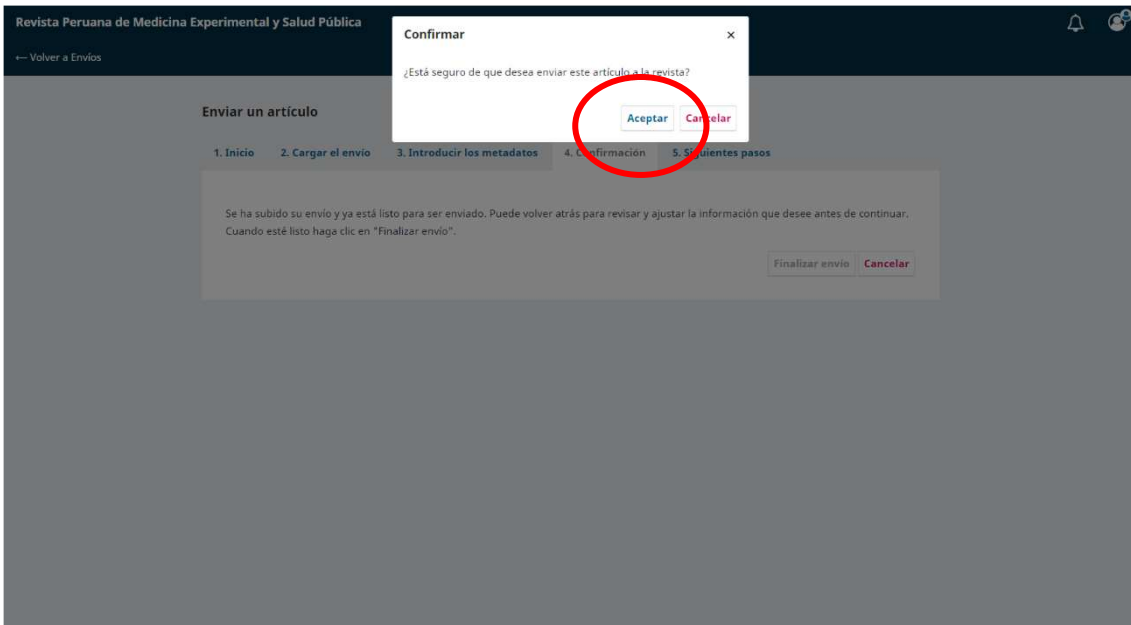 Revista Peruana de Medicina Experimental y Salud Pública
← Volver a Envíos
Confirmar
×
¿Está seguro de que desea enviar este artículo a la revista?
Aceptar Cancelar
Enviar un artículo
1. Inicio 2. Cargar el envío 3. Introducir los metadatos 4. Confirmación 5. Siguientes pasos
Se ha subido su envío y ya está listo para ser enviado. Puede volver atrás para revisar y ajustar la información que desee antes de continuar.
Cuando esté listo haga clic en "Finalizar envío".
Finalizar envío Cancelar